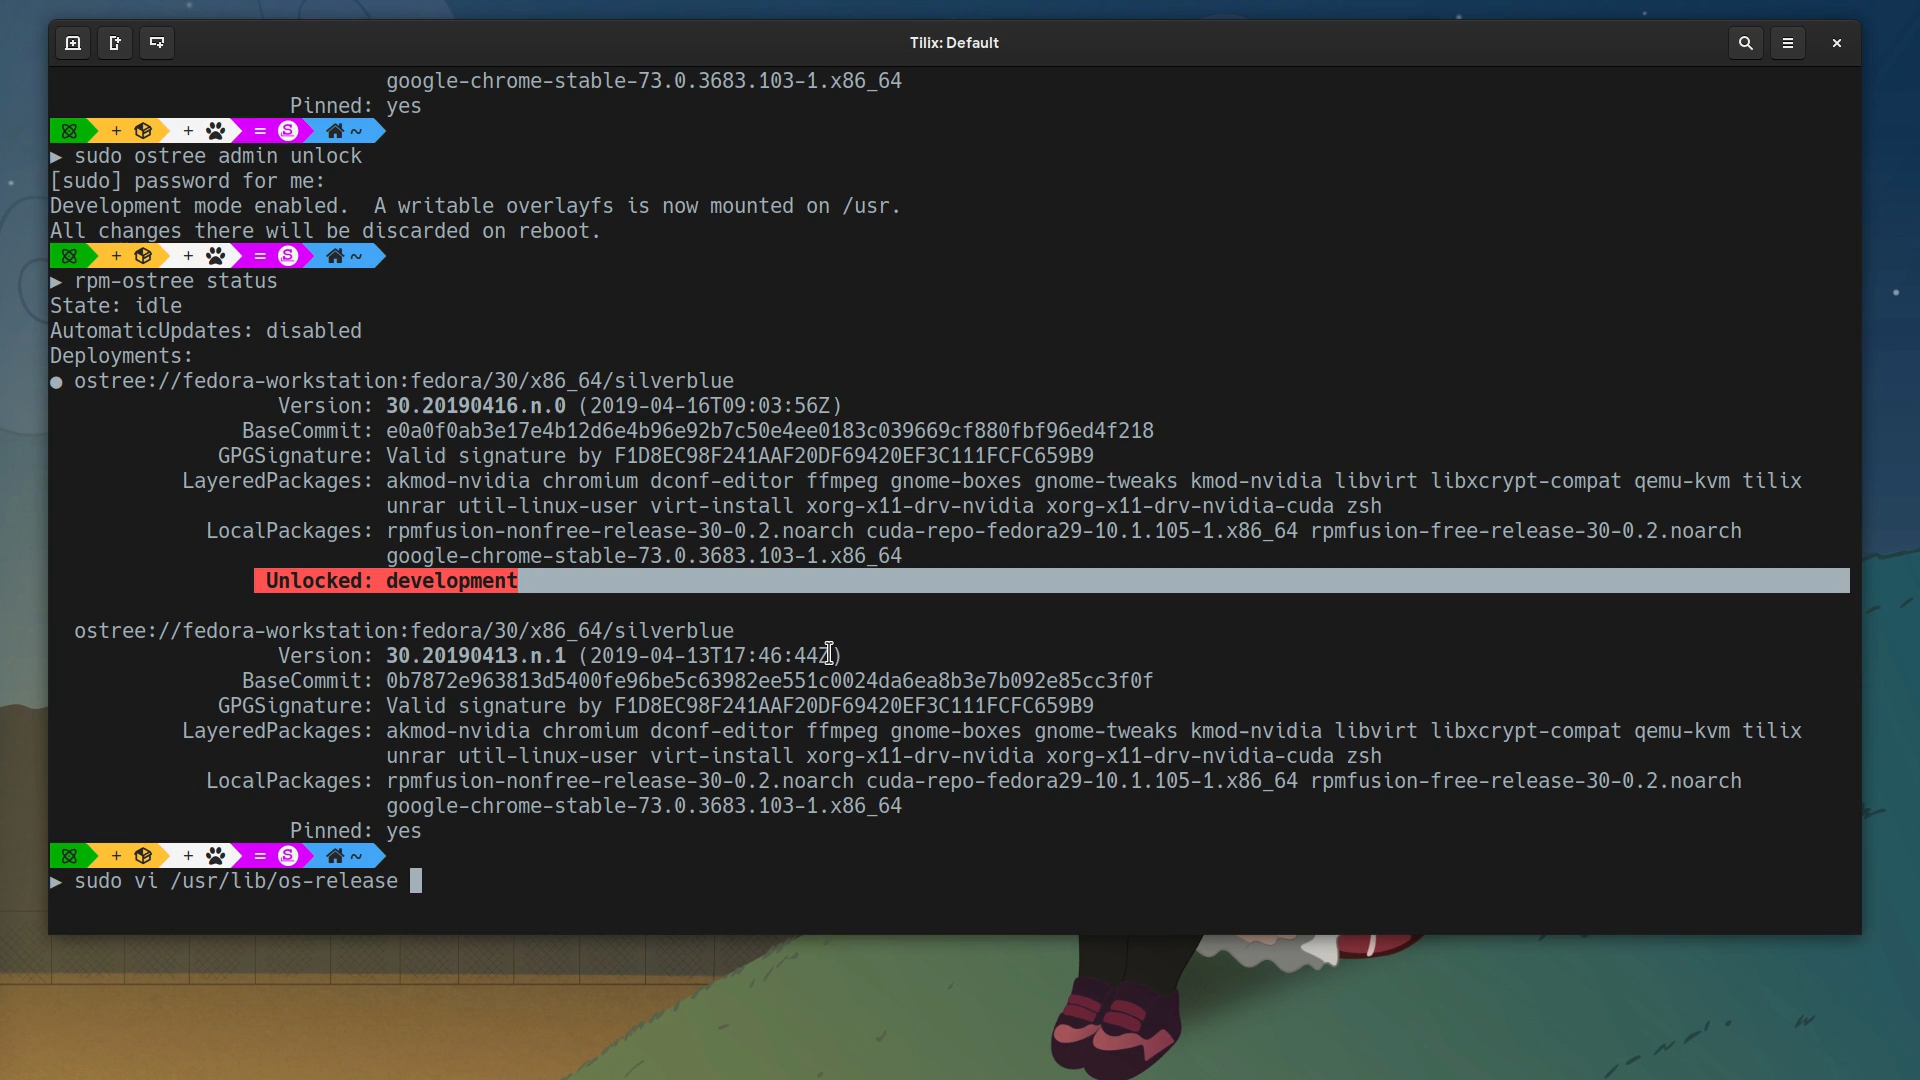 Tilix: Default
google-chrome-stable-73.0.3683.103-1.x86_64
Pinned: yes
+ + = S ~
▶ sudo ostree admin unlock
[sudo] password for me:
Development mode enabled.  A writable overlayfs is now mounted on /usr.
All changes there will be discarded on reboot.
+ + = S ~
▶ rpm-ostree status
State: idle
AutomaticUpdates: disabled
Deployments:
● ostree://fedora-workstation:fedora/30/x86_64/silverblue
Version: 30.20190416.n.0 (2019-04-16T09:03:56Z)
BaseCommit: e0a0f0ab3e17e4b12d6e4b96e92b7c50e4ee0183c039669cf880fbf96ed4f218
GPGSignature: Valid signature by F1D8EC98F241AAF20DF69420EF3C111FCFC659B9
LayeredPackages: akmod-nvidia chromium dconf-editor ffmpeg gnome-boxes gnome-tweaks kmod-nvidia libvirt libxcrypt-compat qemu-kvm tilix
unrar util-linux-user virt-install xorg-x11-drv-nvidia xorg-x11-drv-nvidia-cuda zsh
LocalPackages: rpmfusion-nonfree-release-30-0.2.noarch cuda-repo-fedora29-10.1.105-1.x86_64 rpmfusion-free-release-30-0.2.noarch
google-chrome-stable-73.0.3683.103-1.x86_64
Unlocked: development
ostree://fedora-workstation:fedora/30/x86_64/silverblue
Version: 30.20190413.n.1 (2019-04-13T17:46:44Z)
BaseCommit: 0b7872e963813d5400fe96be5c63982ee551c0024da6ea8b3e7b092e85cc3f0f
GPGSignature: Valid signature by F1D8EC98F241AAF20DF69420EF3C111FCFC659B9
LayeredPackages: akmod-nvidia chromium dconf-editor ffmpeg gnome-boxes gnome-tweaks kmod-nvidia libvirt libxcrypt-compat qemu-kvm tilix
unrar util-linux-user virt-install xorg-x11-drv-nvidia xorg-x11-drv-nvidia-cuda zsh
LocalPackages: rpmfusion-nonfree-release-30-0.2.noarch cuda-repo-fedora29-10.1.105-1.x86_64 rpmfusion-free-release-30-0.2.noarch
google-chrome-stable-73.0.3683.103-1.x86_64
Pinned: yes
+ + = S ~
▶ sudo vi /usr/lib/os-release